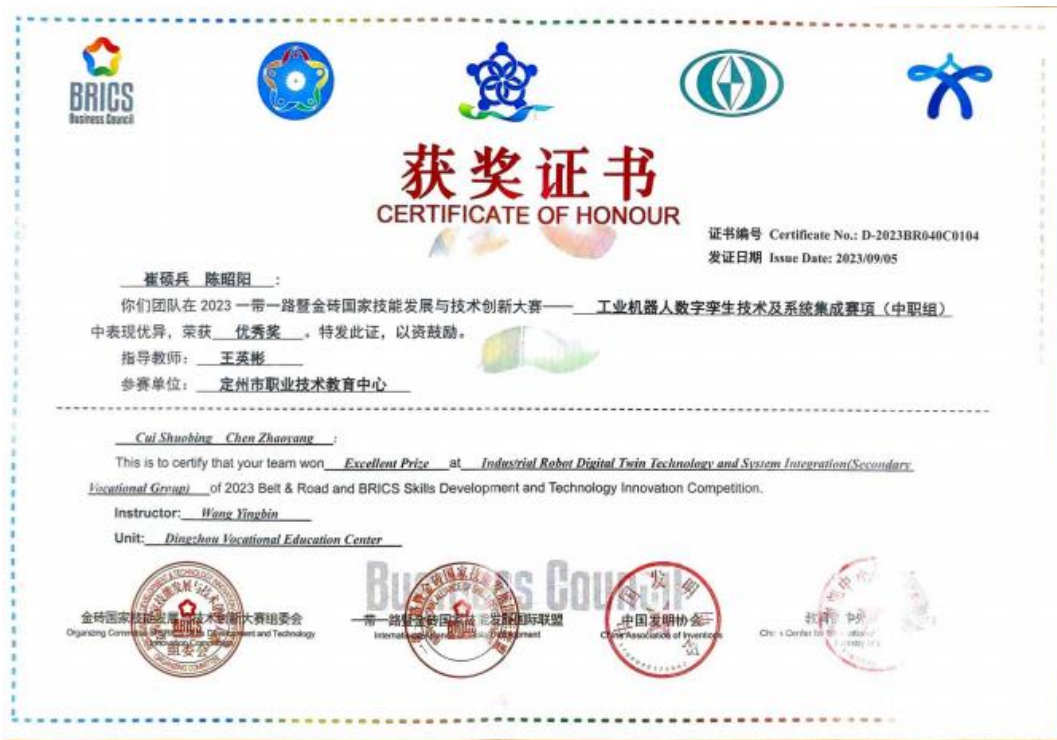 BRICS
Business Council
获奖证书
CERTIFICATE OF HONOUR
证书编号 Certificate No.: D-2023BR040C0104
发证日期 Issue Date: 2023/09/05
崔硕兵 陈昭阳 :
你们团队在 2023 一带一路暨金砖国家技能发展与技术创新大赛—— 工业机器人数字孪生技术及系统集成赛项（中职组）
中表现优异，荣获 优秀奖 。特发此证，以资鼓励。
指导教师： 王英彬
参赛单位： 定州市职业技术教育中心
Cui Shuobing Chen Zhaoyang :
This is to certify that your team won Excellent Prize at Industrial Robot Digital Twin Technology and System Integration(Secondary
Vocational Group) of 2023 Belt & Road and BRICS Skills Development and Technology Innovation Competition.
Instructor: Wang Yingbin
Unit: Dingzhou Vocational Education Center
Business Council
金砖国家技能发展与技术创新大赛组委会
一带一路暨金砖国家技能发展国际联盟
中国发明协会
China Association of Inventions
组委会
ORGANIZING COMMITTEE